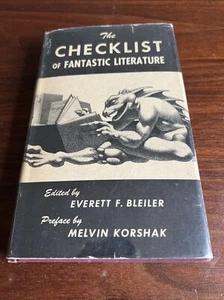 The
CHECKLIST
OF FANTASTIC LITERATURE
Edited by
EVERETT F. BLEILER
Preface by
MELVIN KORSHAK